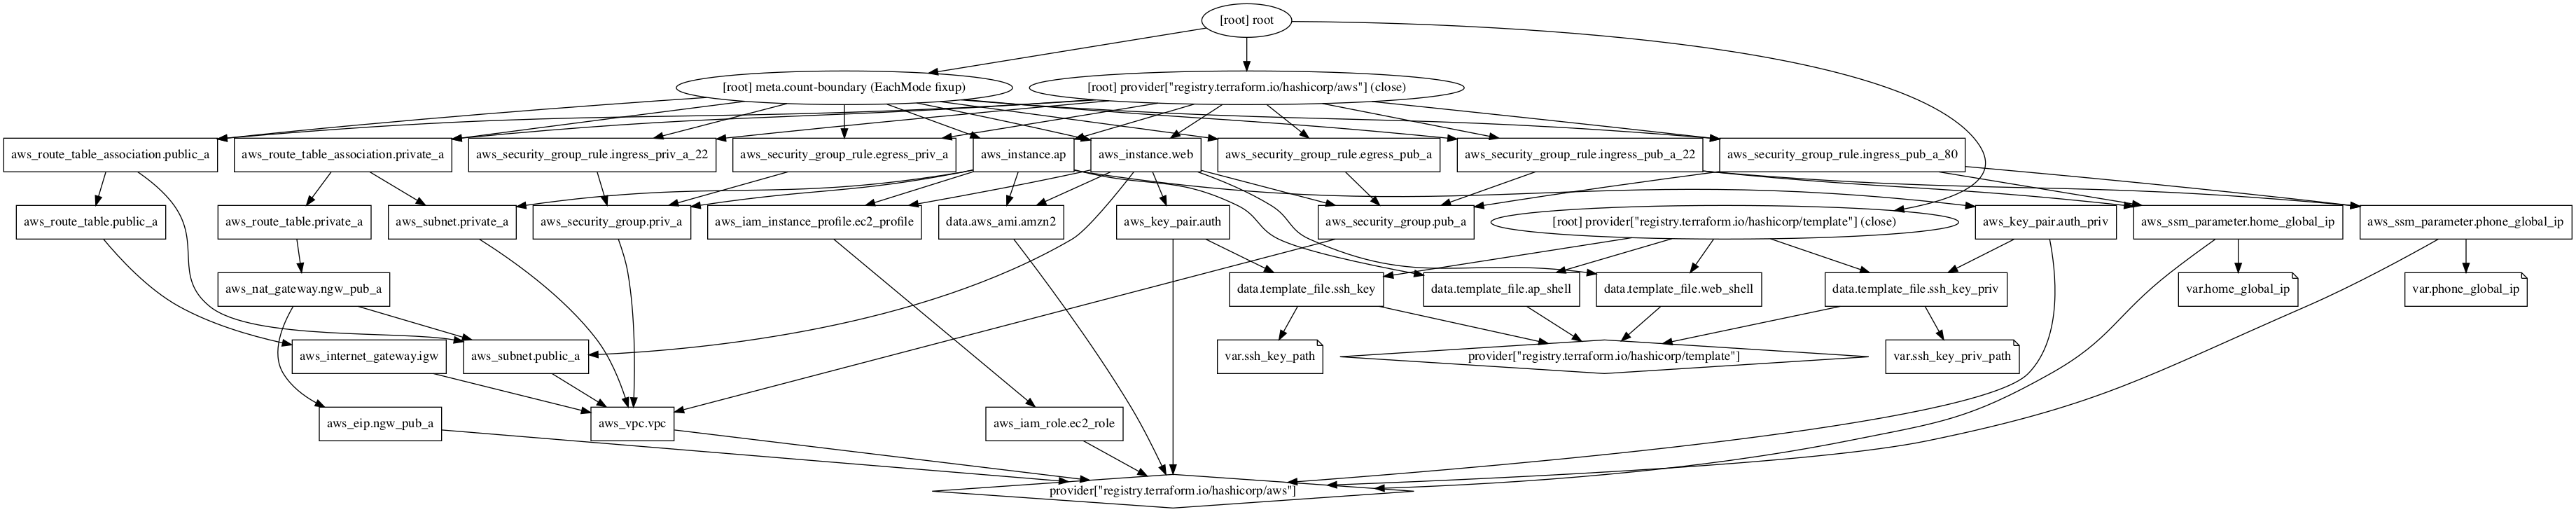 [root] root
[root] meta.count-boundary (EachMode fixup)
[root] provider["registry.terraform.io/hashicorp/aws"] (close)
aws_route_table_association.public_a
aws_route_table_association.private_a
aws_security_group_rule.ingress_priv_a_22
aws_security_group_rule.egress_priv_a
aws_instance.ap
aws_instance.web
aws_security_group_rule.egress_pub_a
aws_security_group_rule.ingress_pub_a_22
aws_security_group_rule.ingress_pub_a_80
aws_route_table.public_a
aws_route_table.private_a
aws_subnet.private_a
aws_security_group.priv_a
aws_iam_instance_profile.ec2_profile
data.aws_ami.amzn2
aws_key_pair.auth
aws_security_group.pub_a
[root] provider["registry.terraform.io/hashicorp/template"] (close)
aws_key_pair.auth_priv
aws_ssm_parameter.home_global_ip
aws_ssm_parameter.phone_global_ip
aws_nat_gateway.ngw_pub_a
data.template_file.ssh_key
data.template_file.ap_shell
data.template_file.web_shell
data.template_file.ssh_key_priv
var.home_global_ip
var.phone_global_ip
aws_internet_gateway.igw
aws_subnet.public_a
var.ssh_key_path
provider["registry.terraform.io/hashicorp/template"]
var.ssh_key_priv_path
aws_eip.ngw_pub_a
aws_vpc.vpc
aws_iam_role.ec2_role
provider["registry.terraform.io/hashicorp/aws"]